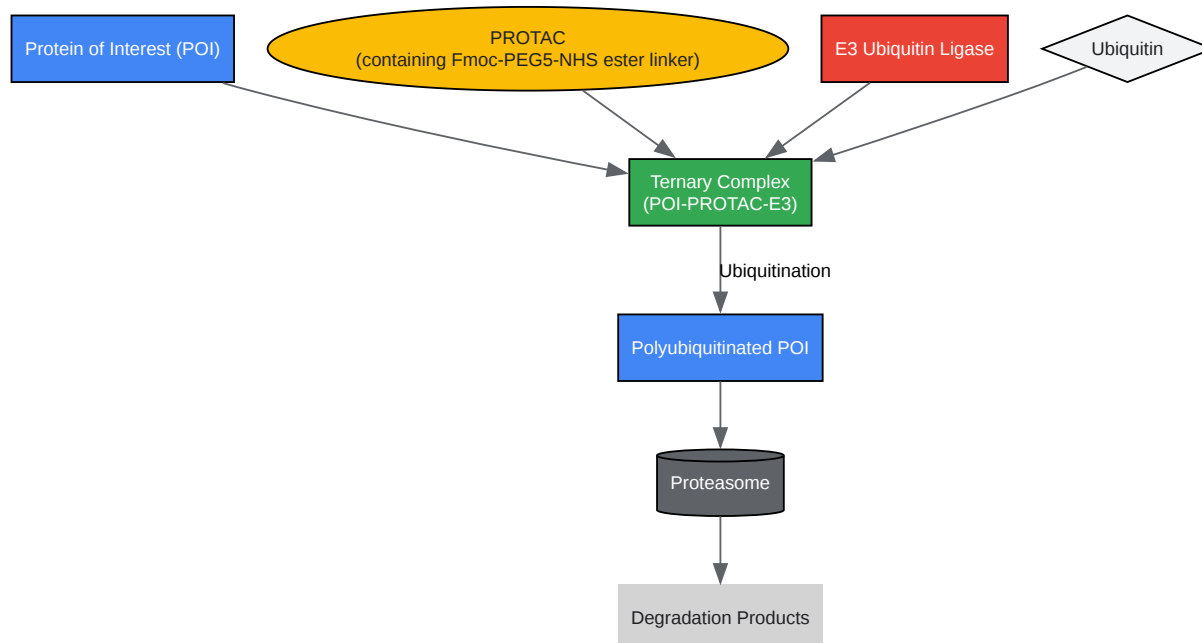 Protein of Interest (POI)
PROTAC
(containing Fmoc-PEG5-NHS ester linker)
E3 Ubiquitin Ligase
Ubiquitin
Ternary Complex
(POI-PROTAC-E3)
Ubiquitination
Polyubiquitinated POI
Proteasome
Degradation Products